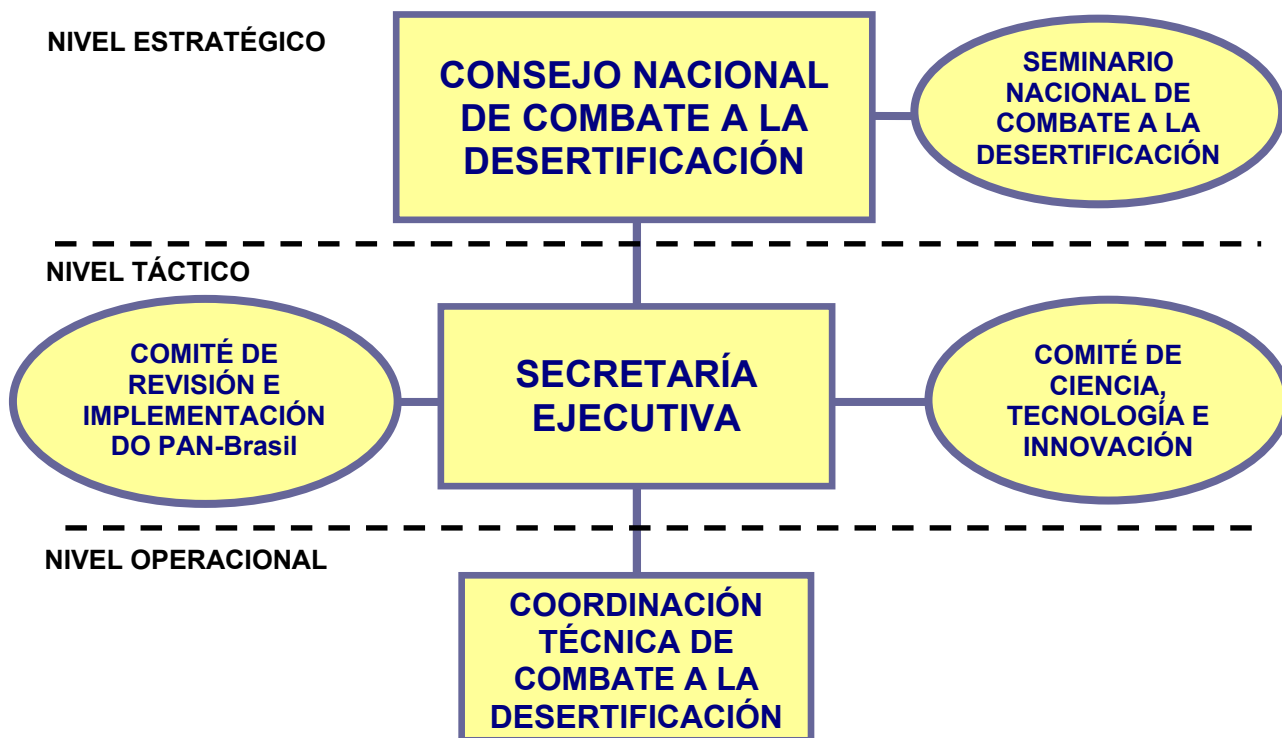 NIVEL ESTRATÉGICO
CONSEJO NACIONAL
DE COMBATE A LA
DESERTIFICACIÓN
SEMINARIO
NACIONAL DE
COMBATE A LA
DESERTIFICACIÓN
NIVEL TÁCTICO
COMITÉ DE
REVISIÓN E
IMPLEMENTACIÓN
DO PAN-Brasil
SECRETARÍA
EJECUTIVA
COMITÉ DE
CIENCIA,
TECNOLOGÍA E
INNOVACIÓN
NIVEL OPERACIONAL
COORDINACIÓN
TÉCNICA DE
COMBATE A LA
DESERTIFICACIÓN